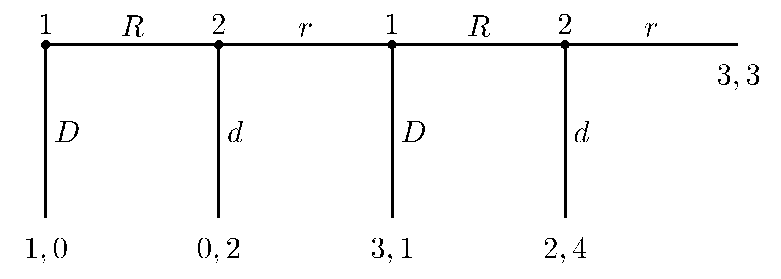 1 R 2 r 1 R 2 r
3, 3
D d D d
1, 0 0, 2 3, 1 2, 4